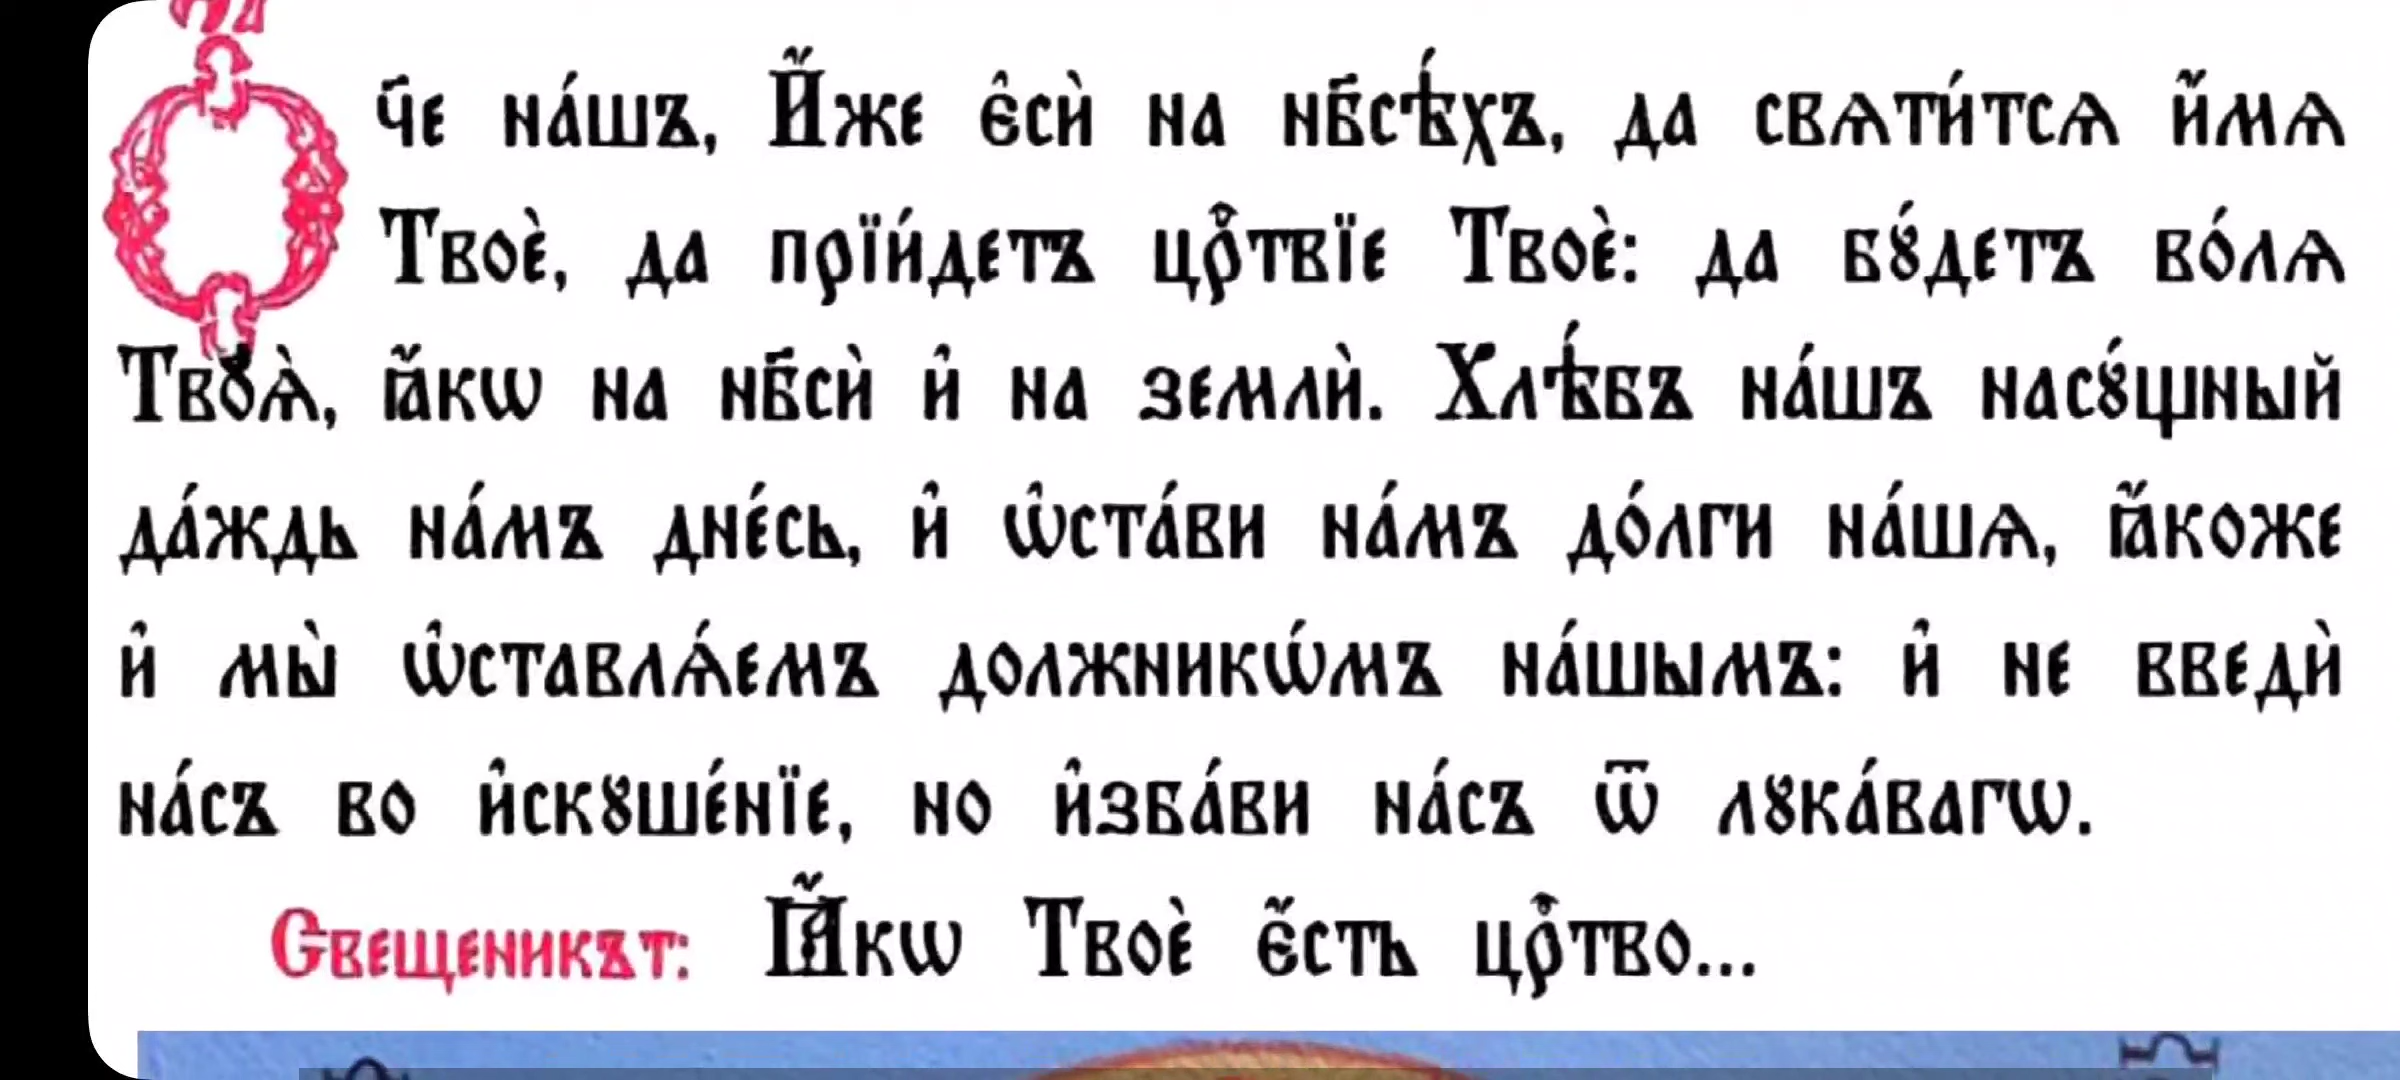 Ѻ҃че на́шъ, И҆́же є҆сѝ на нб҃сѣ́хъ, да свѧти́тсѧ и҆́мѧ
Твоѐ, да прїи́детъ црⷭ҇твїе Твоѐ: да бꙋ́детъ во́лѧ
Твоѧ̀, ꙗ҆́кѡ на нб҃сѝ и҆ на землѝ. Хлѣ́бъ на́шъ насꙋ́щный
да́ждь на́мъ дне́сь, и҆ ѡ҆ста́ви на́мъ до́лги на́шѧ, ꙗ҆́коже
и҆ мы̀ ѡ҆ставлѧ́емъ должникѡ́мъ на́шымъ: и҆ не введѝ
на́съ во и҆скꙋше́нїе, но и҆зба́ви на́съ ѿ лꙋка́вагѡ.
Свещеникът: Ꙗ҆́кѡ Твоѐ є҆́сть црⷭ҇тво...